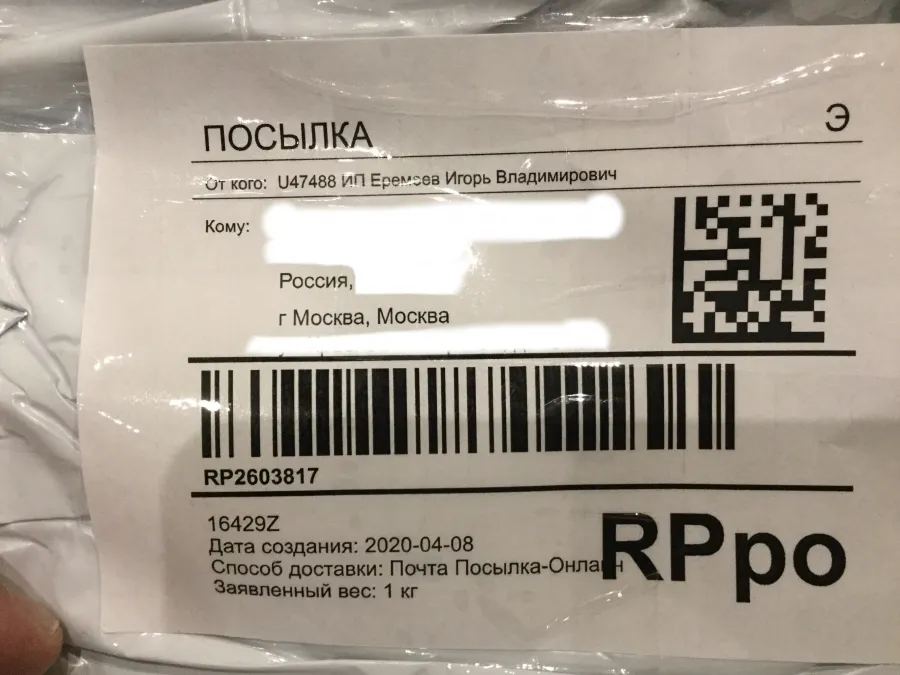 ПОСЫЛКА
Э
От кого: U47488 ИП Еремеев Игорь Владимирович
Кому:
Россия,
г Москва, Москва
RP2603817
16429Z
Дата создания: 2020-04-08
Способ доставки: Почта Посылка-Онлайн
Заявленный вес: 1 кг
RPpo